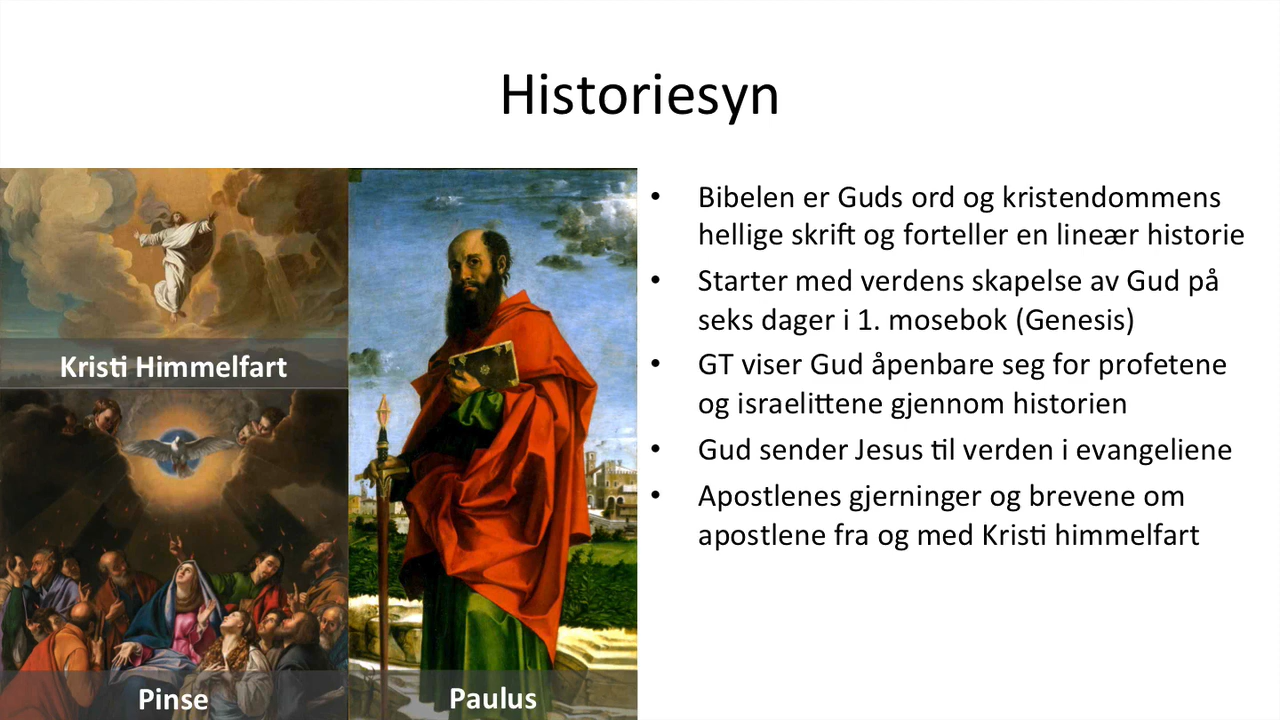 Historiesyn
Kristi Himmelfart
Pinse
Paulus
• Bibelen er Guds ord og kristendommens
hellige skrift og forteller en lineær historie
• Starter med verdens skapelse av Gud på
seks dager i 1. mosebok (Genesis)
• GT viser Gud åpenbare seg for profetene
og israelittene gjennom historien
• Gud sender Jesus til verden i evangeliene
• Apostlenes gjerninger og brevene om
apostlene fra og med Kristi himmelfart